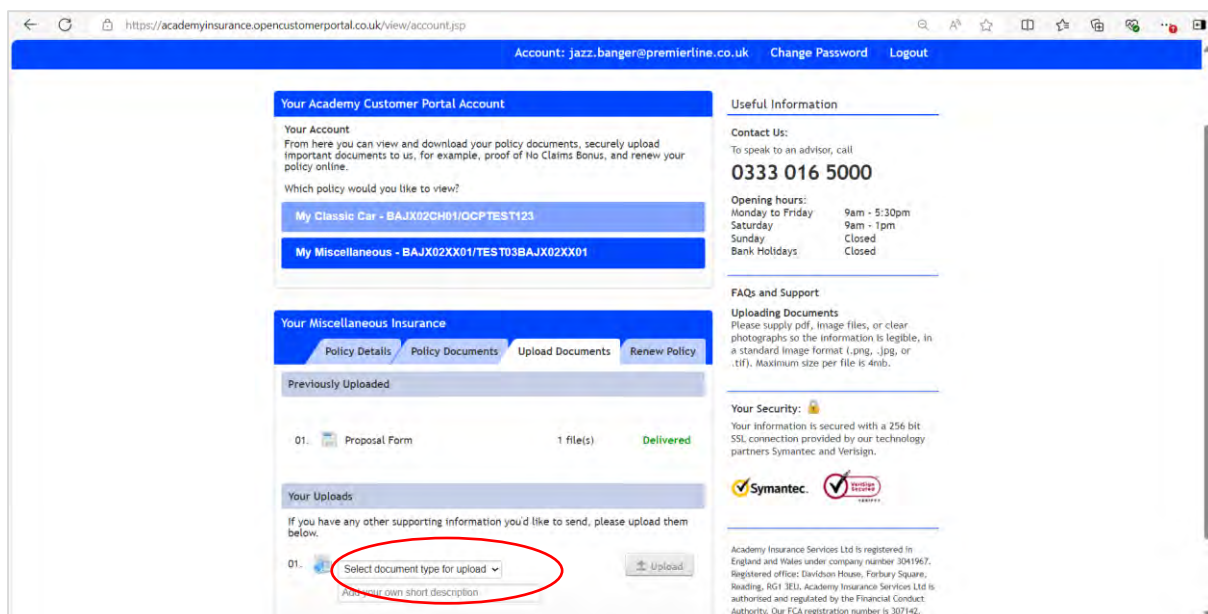 https://academyinsurance.opencustomerportal.co.uk/view/account.jsp
Account: jazz.banger@premierline.co.uk Change Password Logout
Your Academy Customer Portal Account
Your Account
From here you can view and download your policy documents, securely upload
important documents to us, for example, proof of No Claims Bonus, and renew your
policy online.
Which policy would you like to view?
My Classic Car - BAJX02CH01/OCPTEST123
My Miscellaneous - BAJX02XX01/TEST03BAJX02XX01
Your Miscellaneous Insurance
Policy Details Policy Documents Upload Documents Renew Policy
Previously Uploaded
01. Proposal Form 1 file(s) Delivered
Your Uploads
If you have any other supporting information you'd like to send, please upload them
below.
01. Select document type for upload Upload
Add your own short description
Useful Information
Contact Us:
To speak to an advisor, call
0333 016 5000
Opening hours:
Monday to Friday 9am - 5:30pm
Saturday 9am - 1pm
Sunday Closed
Bank Holidays Closed
FAQs and Support
Uploading Documents
Please supply pdf, image files, or clear
photographs so the information is legible, in
a standard image format (.png, .jpg, or
.tif). Maximum size per file is 4mb.
Your Security:
Your information is secured with a 256 bit
SSL connection provided by our technology
partners Symantec and Verisign.
Symantec. VeriSign
Secured
Academy Insurance Services Ltd is registered in
England and Wales under company number 3041967.
Registered office: Davidson House, Forbury Square,
Reading, RG1 3EU, Academy Insurance Services Ltd is
authorised and regulated by the Financial Conduct
Authority. Our FCA registration number is 307142.